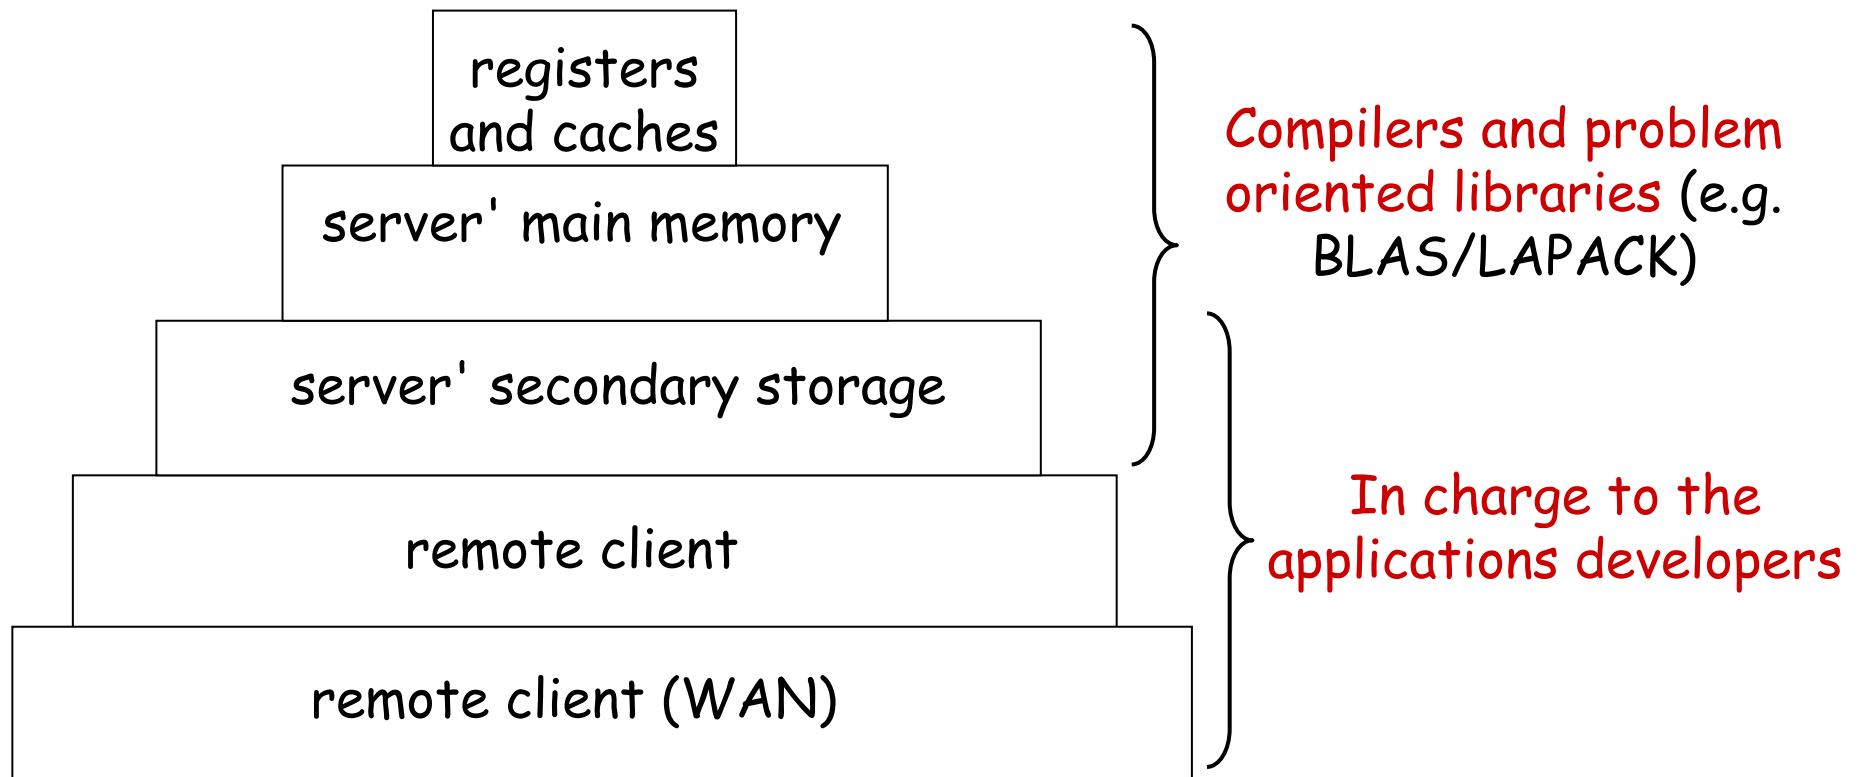 registers
and caches
server' main memory
server' secondary storage
remote client
remote client (WAN)
Compilers and problem
oriented libraries (e.g.
BLAS/LAPACK)
In charge to the
applications developers